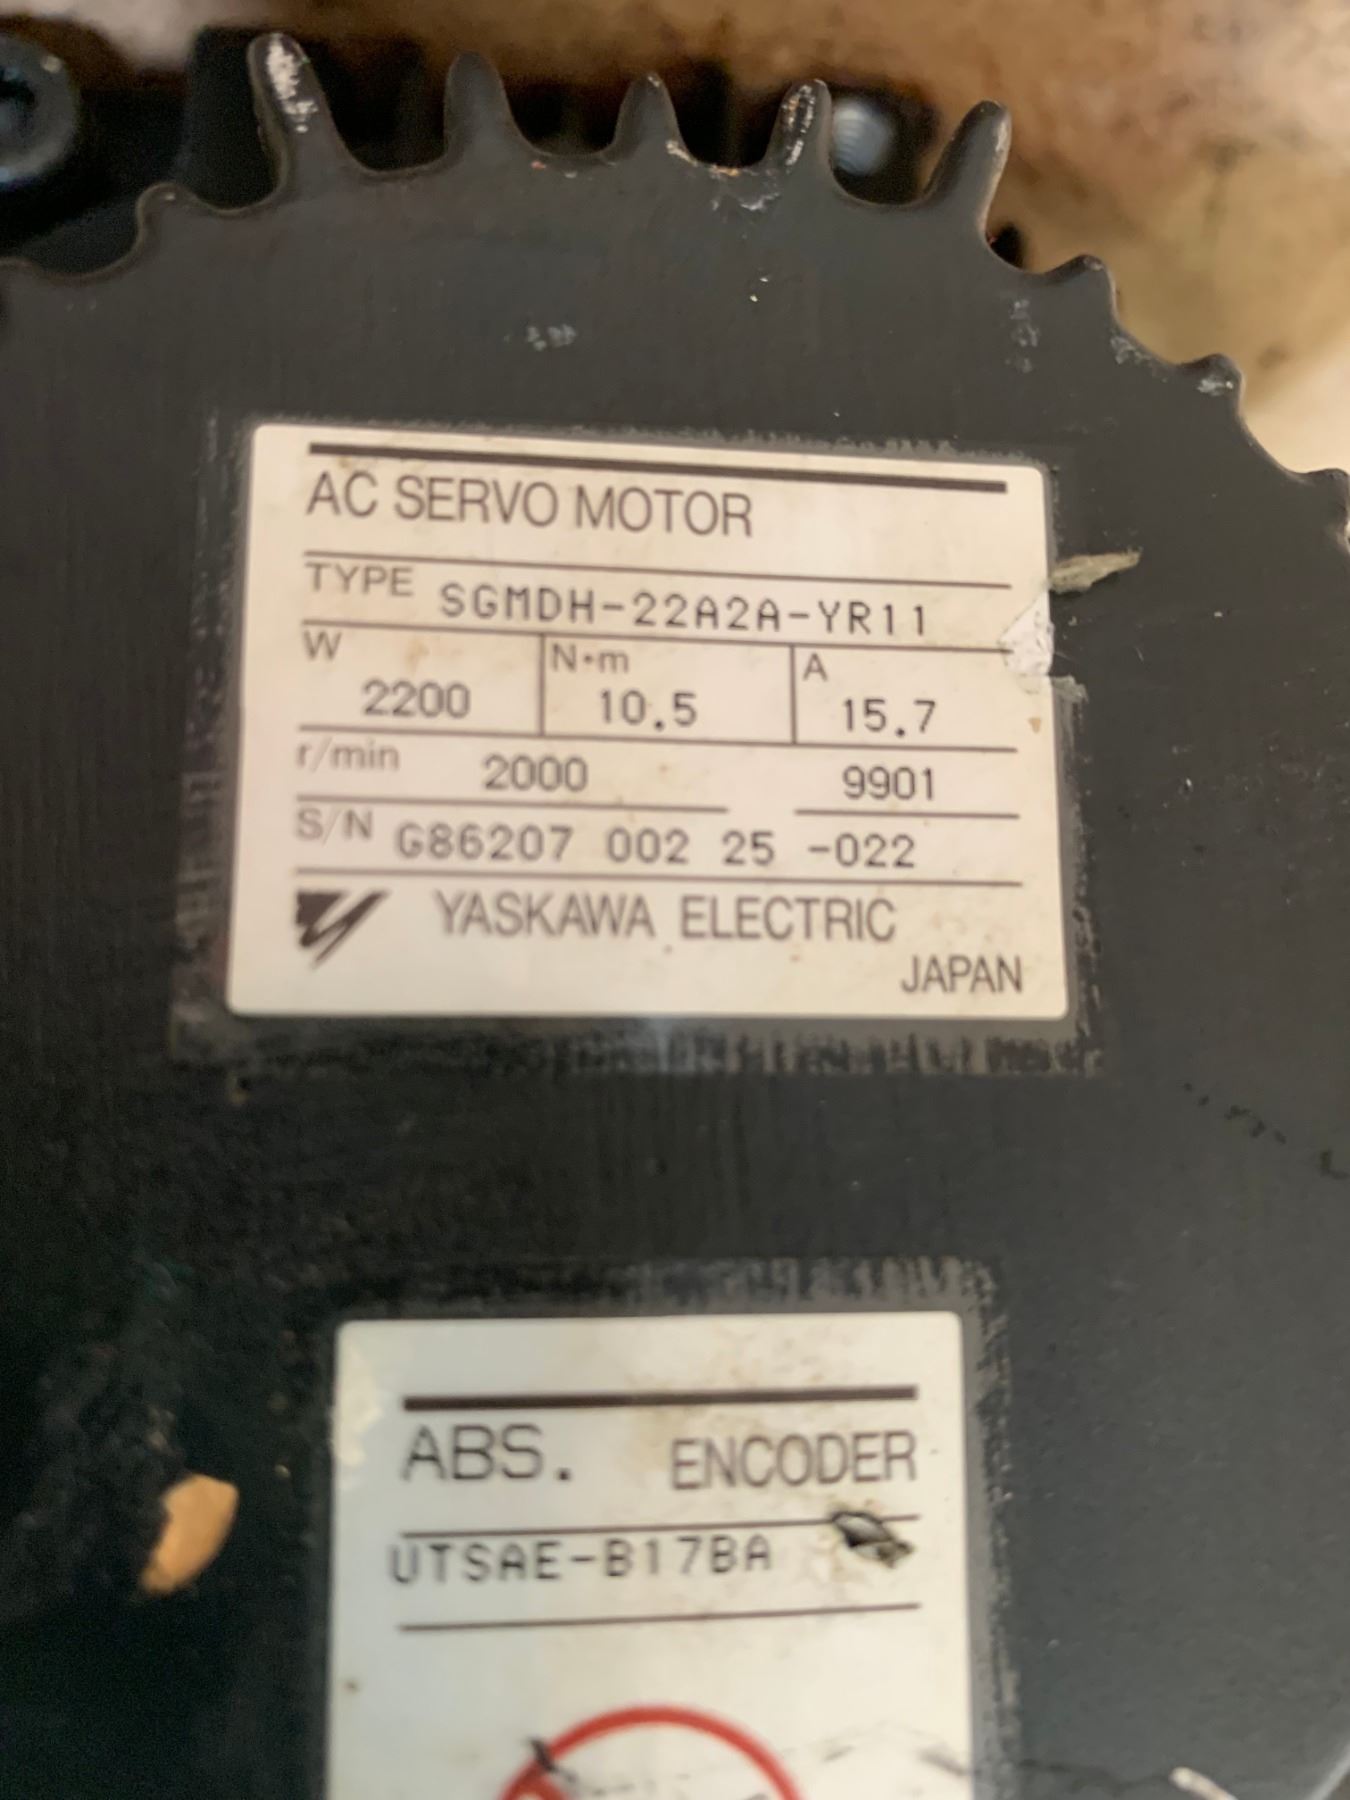 AC SERVO MOTOR
TYPE SGMDH-22A2A-YR11
W 2200 N·m 10.5 A 15.7
r/min 2000 9901
S/N G86207 002 25 -022
YASKAWA ELECTRIC
JAPAN
ABS. ENCODER
UTSAE-B17BA